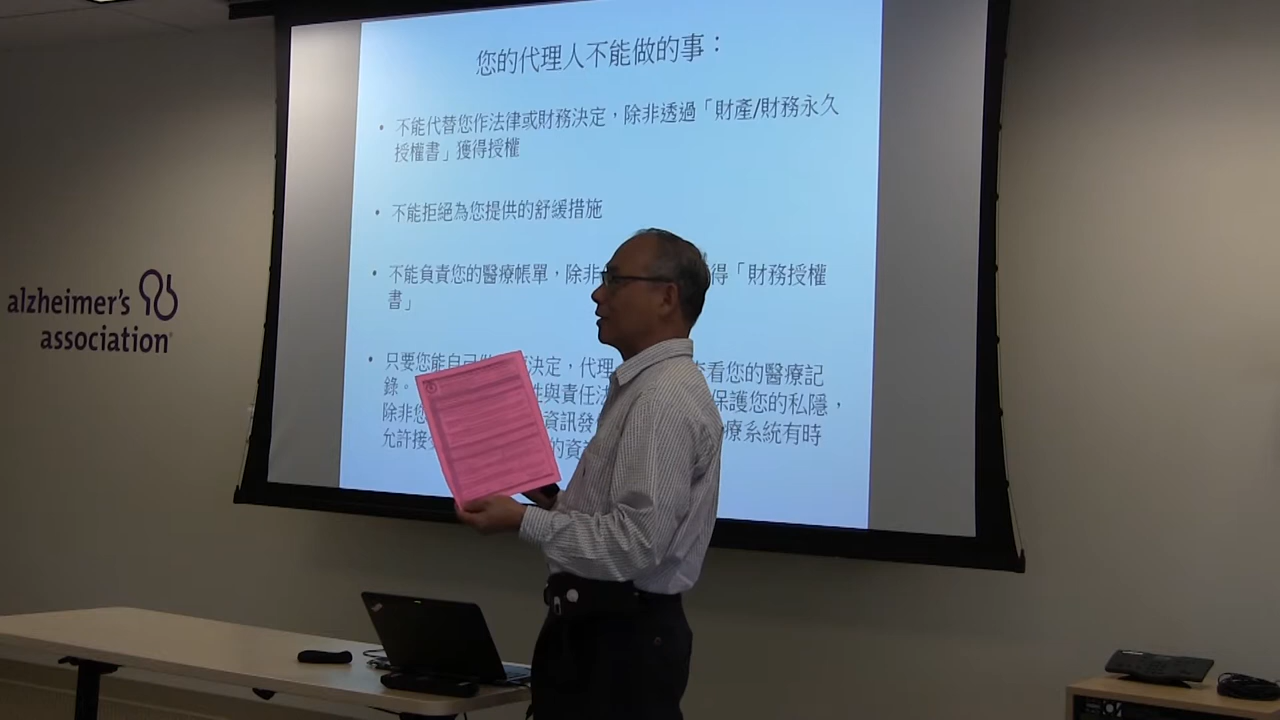 您的代理人不能做的事：
• 不能代替您作法律或財務決定，除非透過「財產/財務永久
授權書」獲得授權
• 不能拒絕為您提供的舒緩措施
• 不能負責您的醫療帳單，除非 得「財務授權
書」
• 只要您能自己做 決定，代理 查看您的醫療記
錄。 性與責任法 保護您的私隱，
除非您 資訊發 療系統有時
允許接 的資
alzheimer's
association